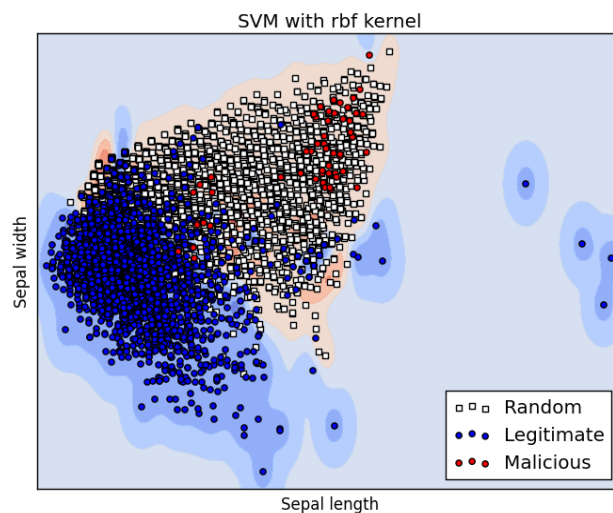 SVM with rbf kernel
Sepal width
Random
Legitimate
Malicious
Sepal length